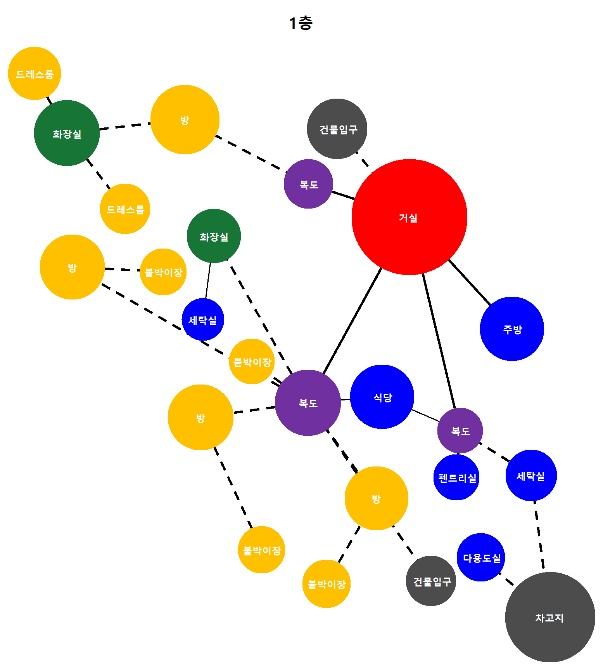 1층
드레스룸
화장실
방
건물입구
복도
드레스룸
거실
화장실
방
붙박이장
세탁실
주방
붙박이장
복도
식당
방
복도
펜트리실
세탁실
방
붙박이장
다용도실
붙박이장
건물입구
차고지